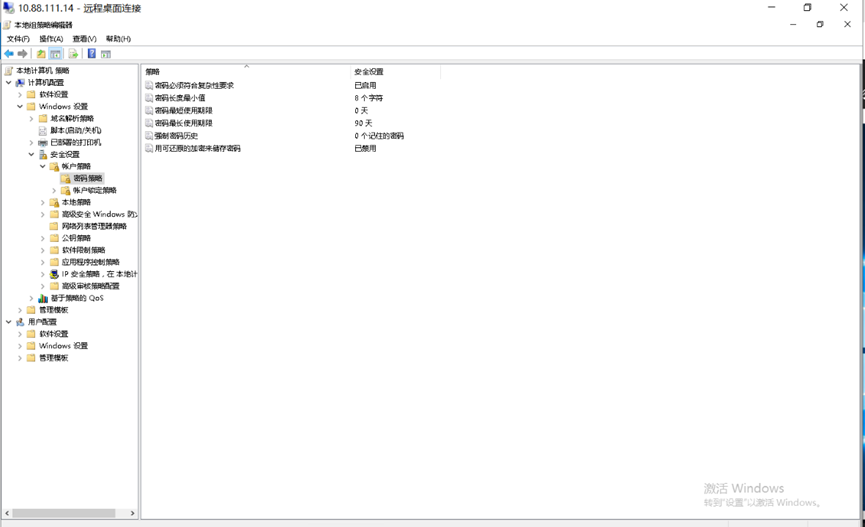 10.88.111.14 - 远程桌面连接
本地组策略编辑器
文件(F) 操作(A) 查看(V) 帮助(H)
本地计算机 策略
计算机配置
软件设置
Windows 设置
域名解析策略
脚本(启动/关机)
已部署的打印机
安全设置
帐户策略
密码策略
帐户锁定策略
本地策略
高级安全 Windows 防
网络列表管理器策略
公钥策略
软件限制策略
应用程序控制策略
IP 安全策略，在 本地计
高级审核策略配置
基于策略的 QoS
管理模板
用户配置
软件设置
Windows 设置
管理模板
策略 安全设置
密码必须符合复杂性要求 已启用
密码长度最小值 8 个字符
密码最短使用期限 0 天
密码最长使用期限 90 天
强制密码历史 0 个记住的密码
用可还原的加密来储存密码 已禁用
激活 Windows
转到"设置"以激活 Windows。